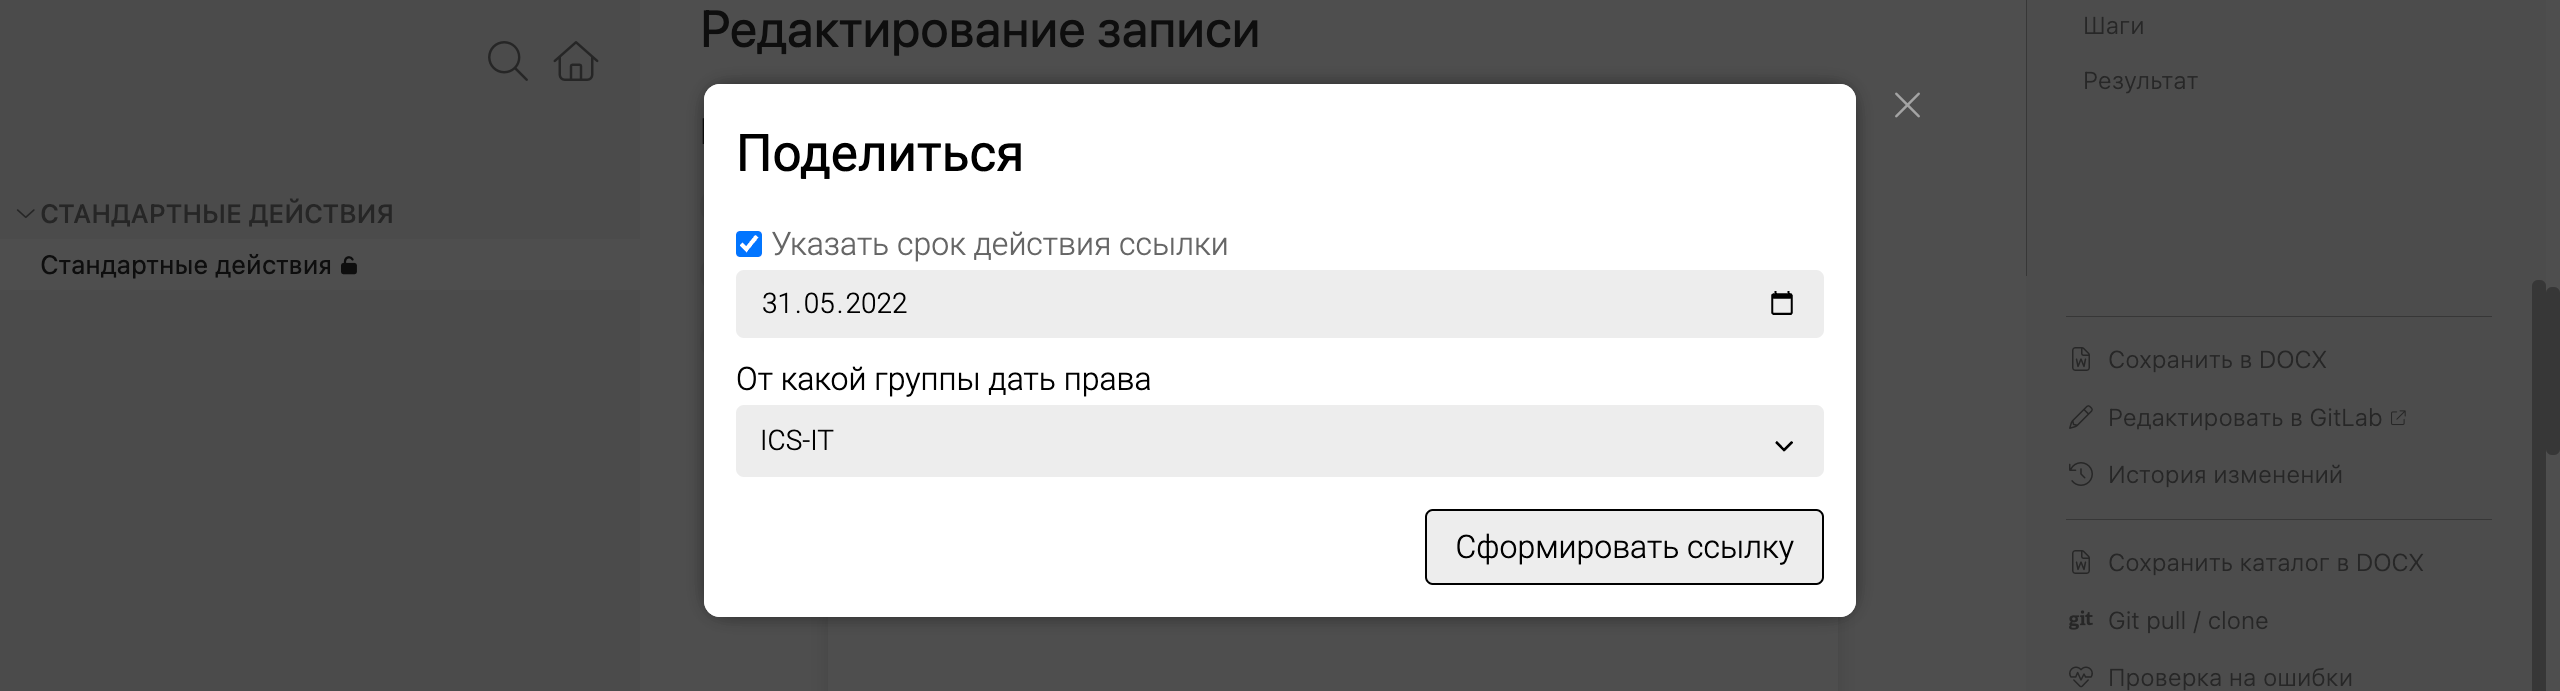 Редактирование записи
СТАНДАРТНЫЕ ДЕЙСТВИЯ
Стандартные действия
Поделиться
Указать срок действия ссылки
31.05.2022
От какой группы дать права
ICS-IT
Сформировать ссылку
Шаги
Результат
Сохранить в DOCX
Редактировать в GitLab
История изменений
Сохранить каталог в DOCX
git Git pull / clone
Проверка на ошибки